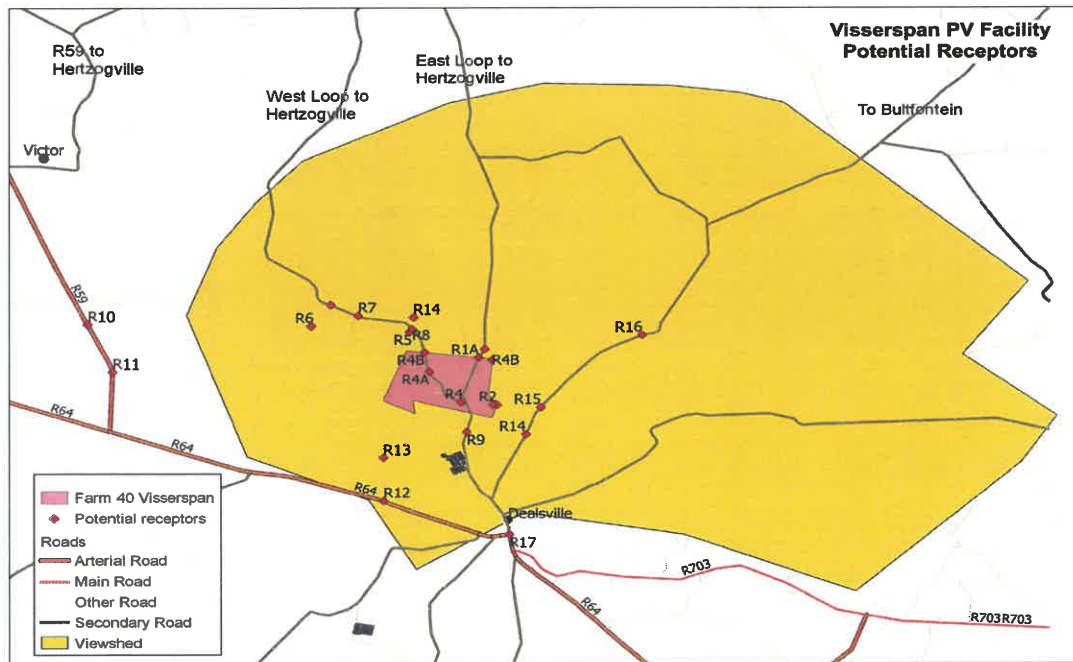 Visserspan PV Facility
Potential Receptors
R59 to
Hertzogville
East Loop to
Hertzogville
West Loop to
Hertzogville
To Bultfontein
Victor
R59
R10
R11
R6
R7
R14
R5
R8
R16
R4B
R1A
R4B
R4A
R4
R2
R15
R9
R14
R64
R64
R13
R64
R12
Dealsville
R17
R703
R64
R703R703
Farm 40 Visserspan
Potential receptors
Roads
Arterial Road
Main Road
Other Road
Secondary Road
Viewshed